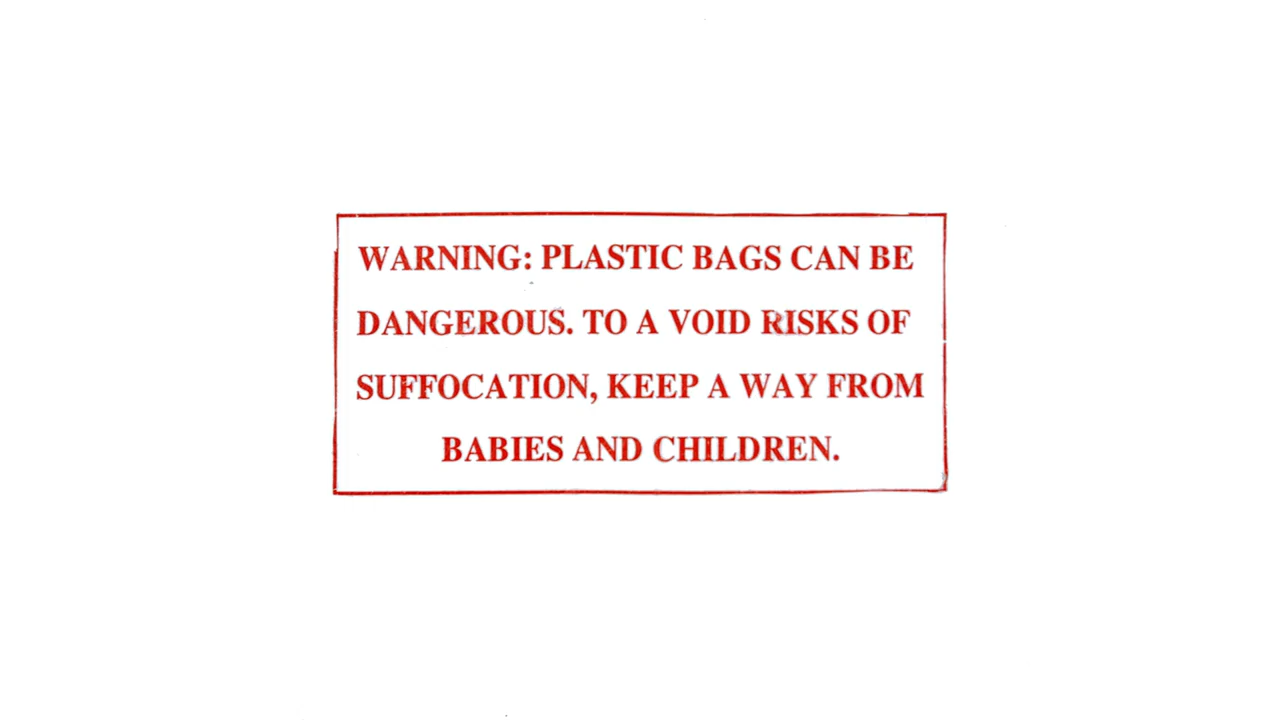 WARNING: PLASTIC BAGS CAN BE
DANGEROUS. TO A VOID RISKS OF
SUFFOCATION, KEEP A WAY FROM
BABIES AND CHILDREN.